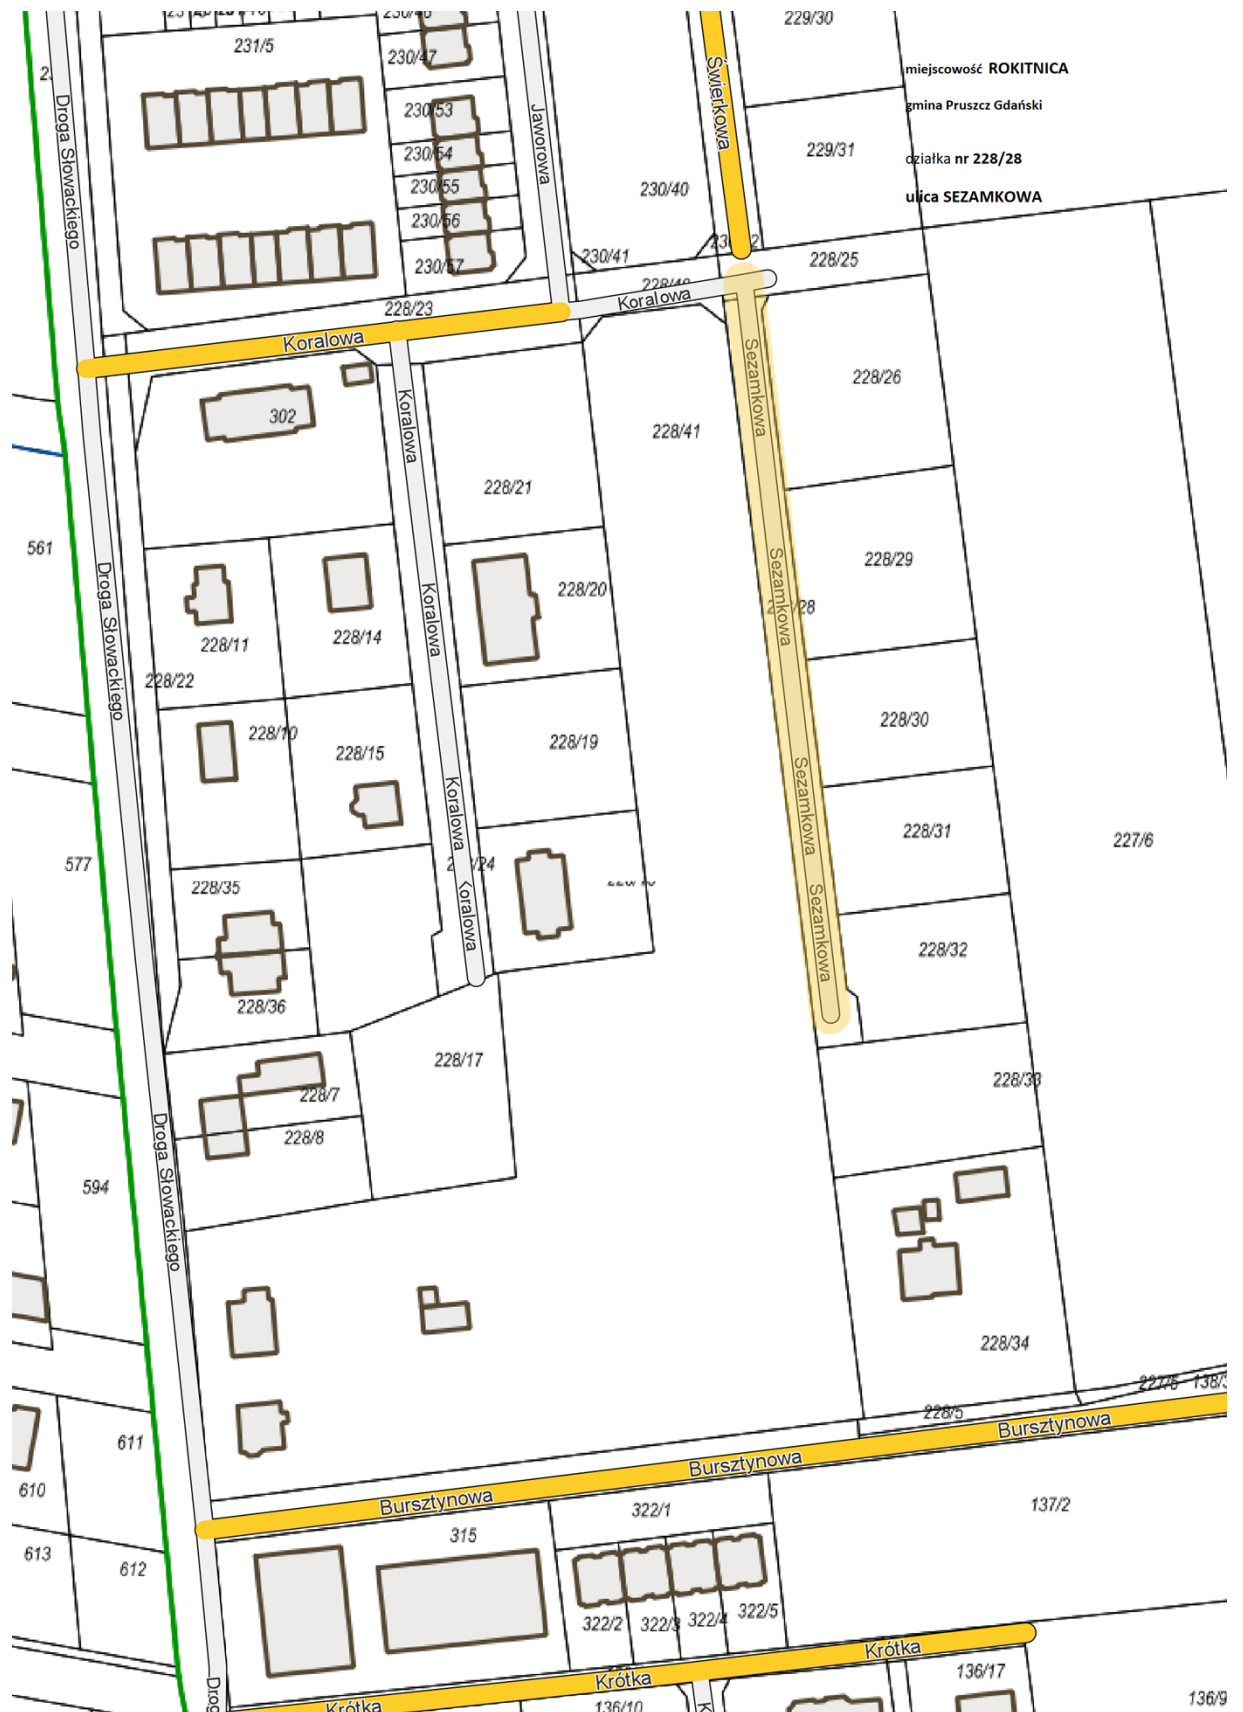 229/30
231/5
230/47
miejscowość ROKITNICA
gmina Pruszcz Gdański
Droga Słowackiego
230/53
Jaworowa
Świerkowa
229/31
działka nr 228/28
230/54
230/55
230/40
ulica SEZAMKOWA
230/56
230/57
230/41
228/25
228/23
Koralowa
Koralowa
Sezamkowa
228/26
302
Koralowa
228/41
228/21
561
228/29
Droga Słowackiego
Koralowa
228/20
Sezamkowa
228/11
228/14
228/22
228/30
228/10
228/15
228/19
Sezamkowa
228/31
227/6
577
Koralowa
228/35
Koralowa
Sezamkowa
228/32
228/36
228/17
228/33
228/7
228/8
Droga Słowackiego
594
228/34
228/5
Bursztynowa
611
Bursztynowa
610
Bursztynowa
322/1
137/2
315
613
612
322/2
322/3
322/4
322/5
Krótka
Krótka
136/17
Krótka
136/10
136/9